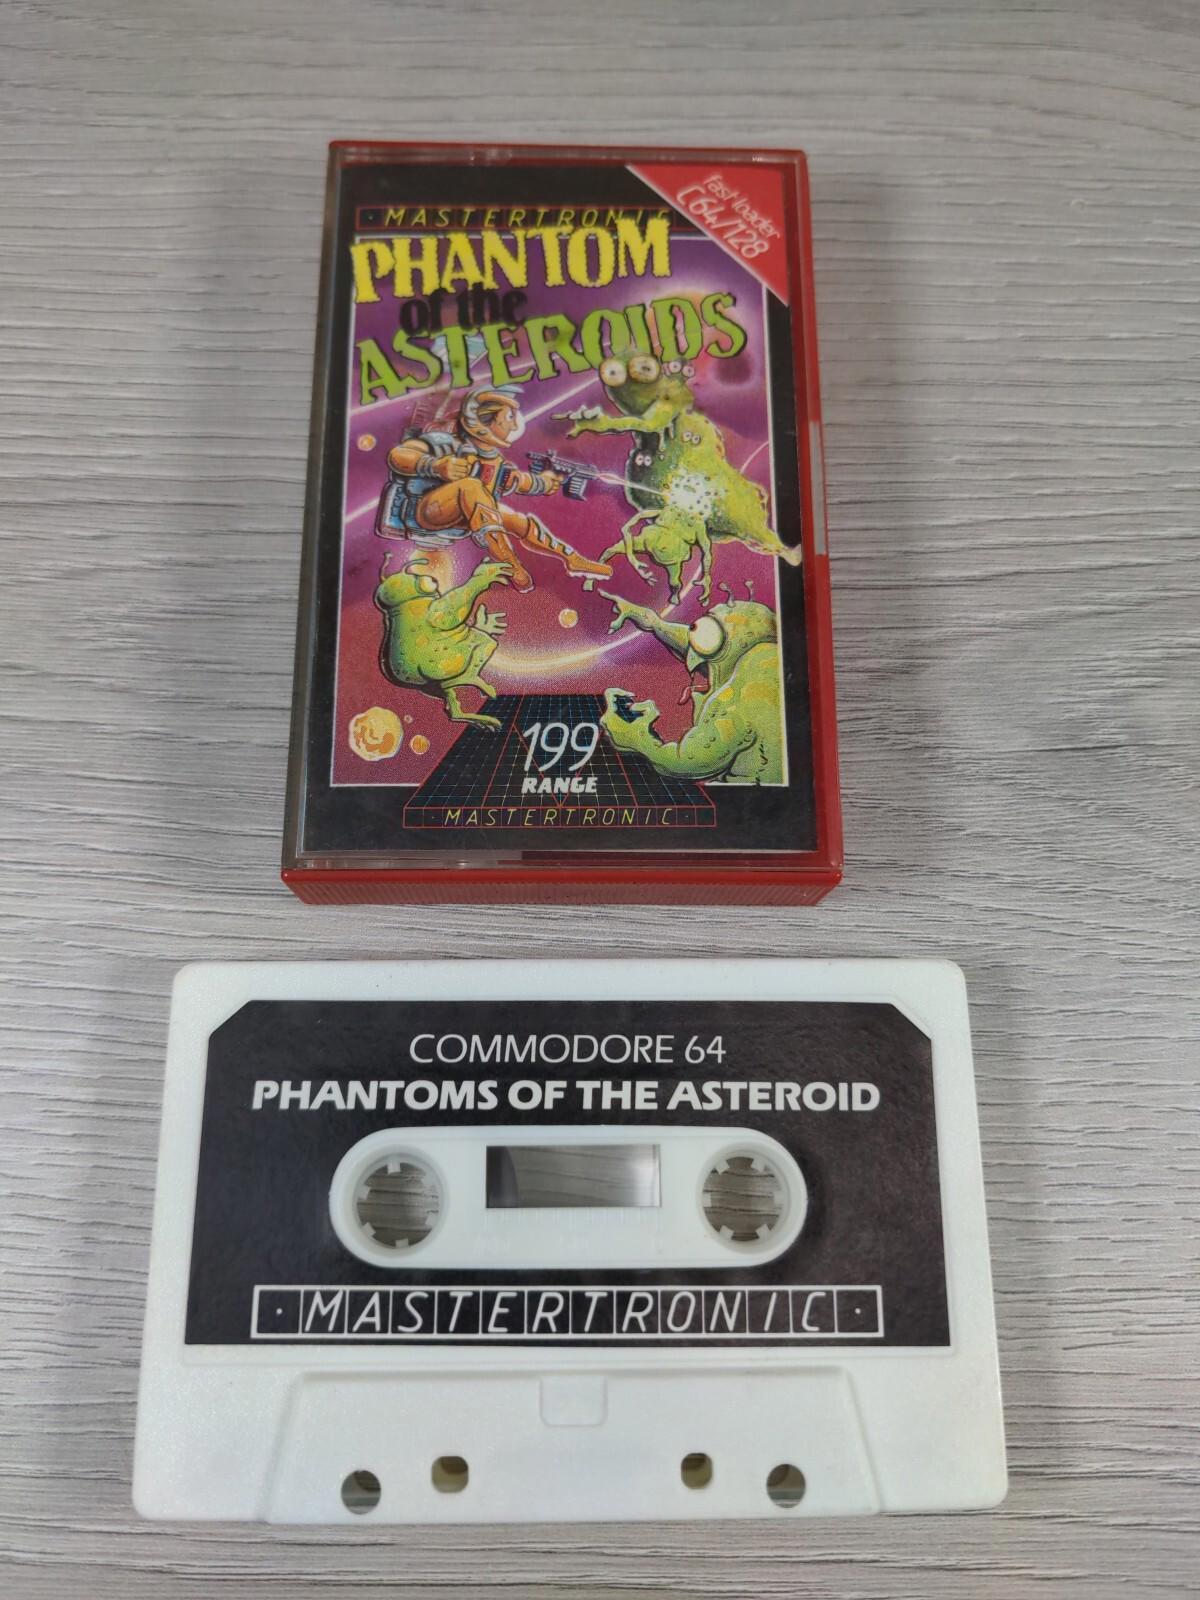 fast-loader
C64/128
MASTERTRONIC
PHANTOM
of the
ASTEROIDS
199
RANGE
· MASTERTRONIC ·
COMMODORE 64
PHANTOMS OF THE ASTEROID
· MASTERTRONIC ·